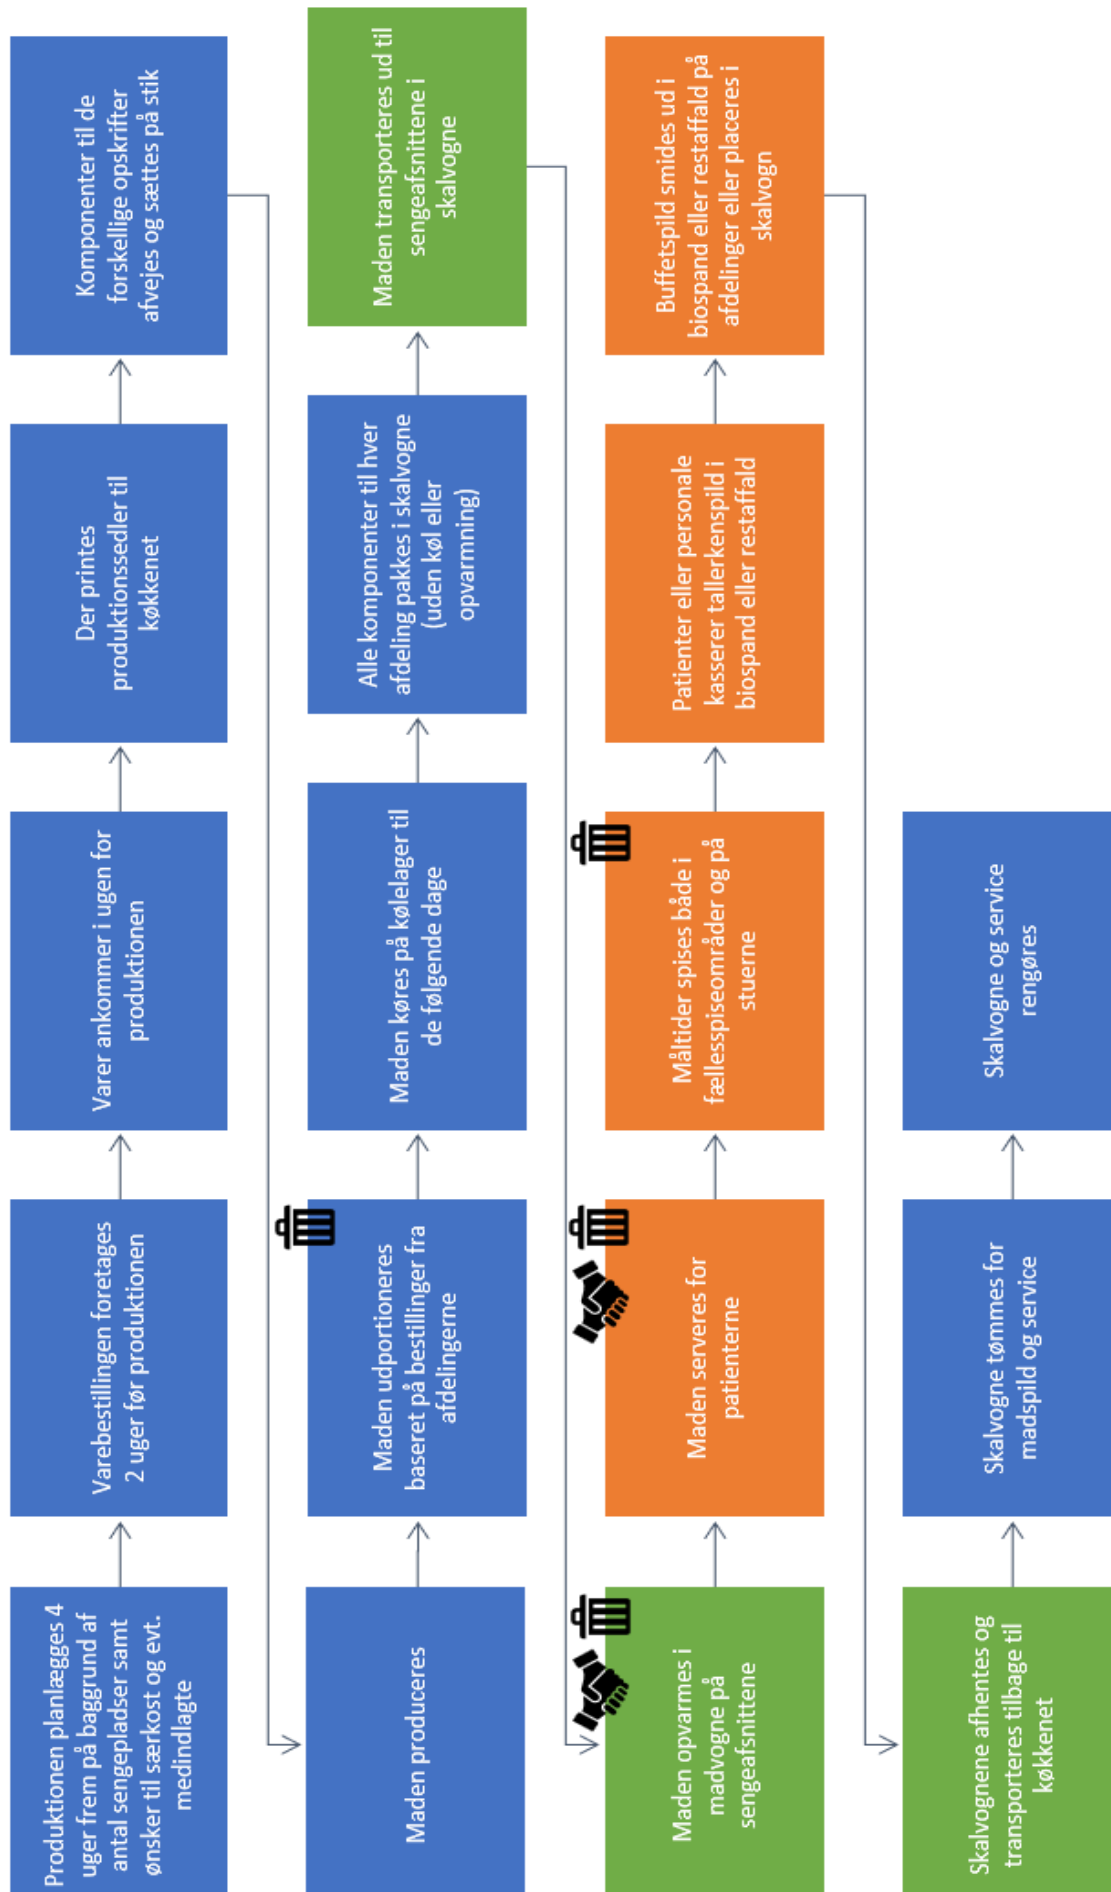 Produktionen planlægges 4
uger frem på baggrund af
antal sengepladser samt
ønsker til særkost og evt.
medindlagte
Varebestillingen foretages
2 uger før produktionen
Varer ankommer i ugen for
produktionen
Der printes
produktionssedler til
køkkenet
Komponenter til de
forskellige opskrifter
afvejes og sættes på stik
Maden produceres
Maden udportioneres
baseret på bestillinger fra
afdelingerne
Maden køres på kølelager til
de følgende dage
Alle komponenter til hver
afdeling pakkes i skalvogne
(uden køl eller
opvarmning)
Maden transporteres ud til
sengeafsnittene i
skalvogne
Maden opvarmes i
madvogne på
sengeafsnittene
Maden serveres for
patienterne
Måltider spises både i
fællesspiseområder og på
stuerne
Patienter eller personale
kasserer tallerkenspild i
biospand eller restaffald
Buffetspild smides ud i
biospand eller restaffald på
afdelinger eller placeres i
skalvogn
Skalvognene afhentes og
transporteres tilbage til
køkkenet
Skalvogne tømmes for
madspild og service
Skalvogne og service
rengøres